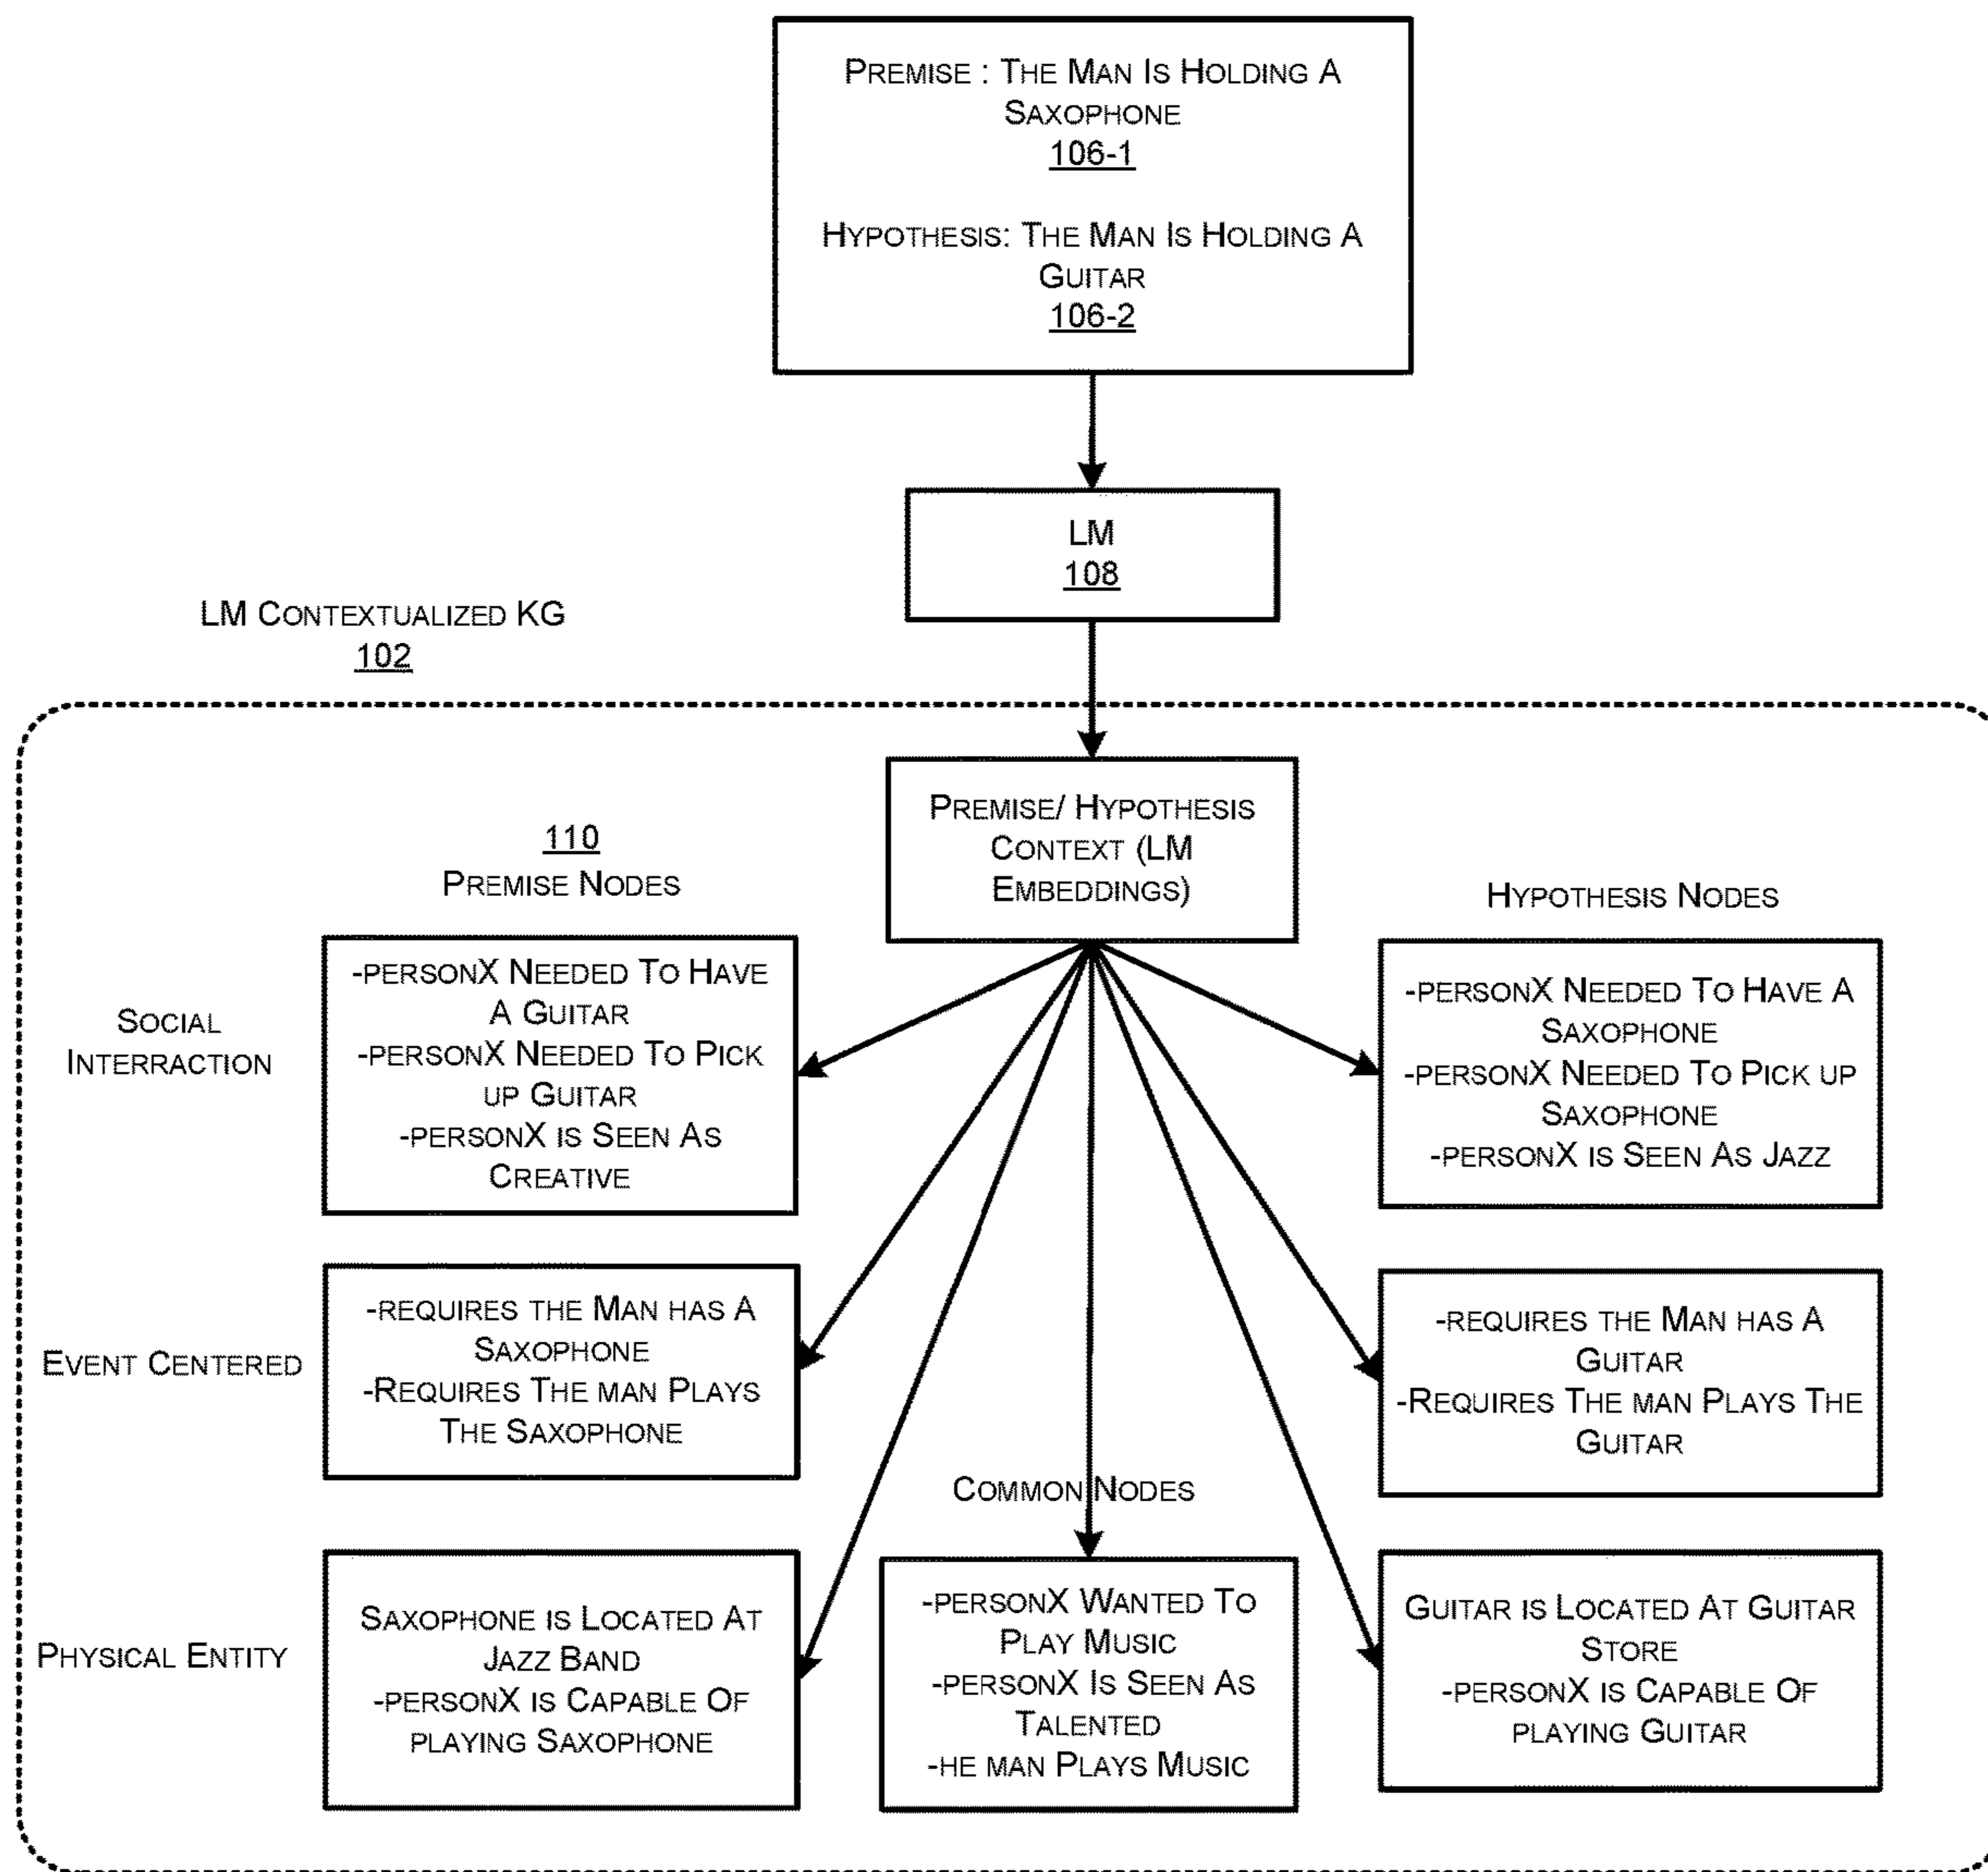 PREMISE : THE MAN IS HOLDING A
SAXOPHONE
106-1
HYPOTHESIS: THE MAN IS HOLDING A
GUITAR
106-2
LM
108
LM CONTEXTUALIZED KG
102
PREMISE/ HYPOTHESIS
CONTEXT (LM
EMBEDDINGS)
110
PREMISE NODES
HYPOTHESIS NODES
SOCIAL
INTERRACTION
-PERSONX NEEDED TO HAVE
A GUITAR
-PERSONX NEEDED TO PICK
UP GUITAR
-PERSONX IS SEEN AS
CREATIVE
-PERSONX NEEDED TO HAVE A
SAXOPHONE
-PERSONX NEEDED TO PICK UP
SAXOPHONE
-PERSONX IS SEEN AS JAZZ
EVENT CENTERED
-REQUIRES THE MAN HAS A
SAXOPHONE
-REQUIRES THE MAN PLAYS
THE SAXOPHONE
-REQUIRES THE MAN HAS A
GUITAR
-REQUIRES THE MAN PLAYS THE
GUITAR
COMMON NODES
PHYSICAL ENTITY
SAXOPHONE IS LOCATED AT
JAZZ BAND
-PERSONX IS CAPABLE OF
PLAYING SAXOPHONE
-PERSONX WANTED TO
PLAY MUSIC
-PERSONX IS SEEN AS
TALENTED
-HE MAN PLAYS MUSIC
GUITAR IS LOCATED AT GUITAR
STORE
-PERSONX IS CAPABLE OF
PLAYING GUITAR